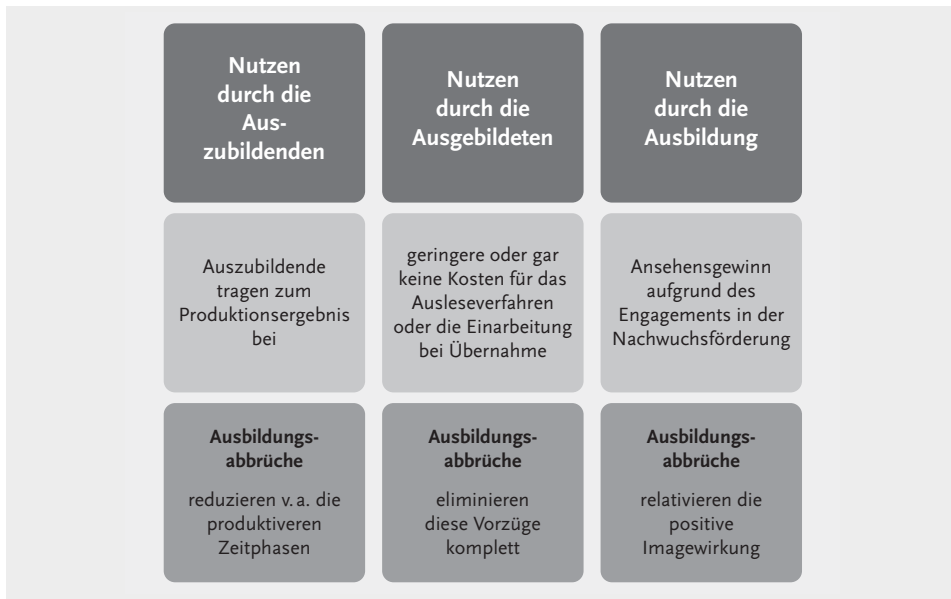 Nutzen
durch die
Aus-
zubildenden
Nutzen
durch die
Ausgebildeten
Nutzen
durch die
Ausbildung
Auszubildende
tragen zum
Produktionsergebnis
bei
geringere oder gar
keine Kosten für das
Ausleseverfahren
oder die Einarbeitung
bei Übernahme
Ansehensgewinn
aufgrund des
Engagements in der
Nachwuchsförderung
Ausbildungs-
abbrüche
reduzieren v. a. die
produktiveren
Zeitphasen
Ausbildungs-
abbrüche
eliminieren
diese Vorzüge
komplett
Ausbildungs-
abbrüche
relativieren die
positive
Imagewirkung